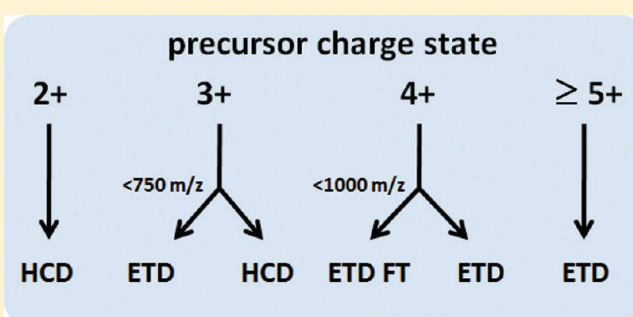 precursor charge state
2+ 3+ 4+ ≥ 5+
<750 m/z <1000 m/z
HCD ETD HCD ETD FT ETD ETD